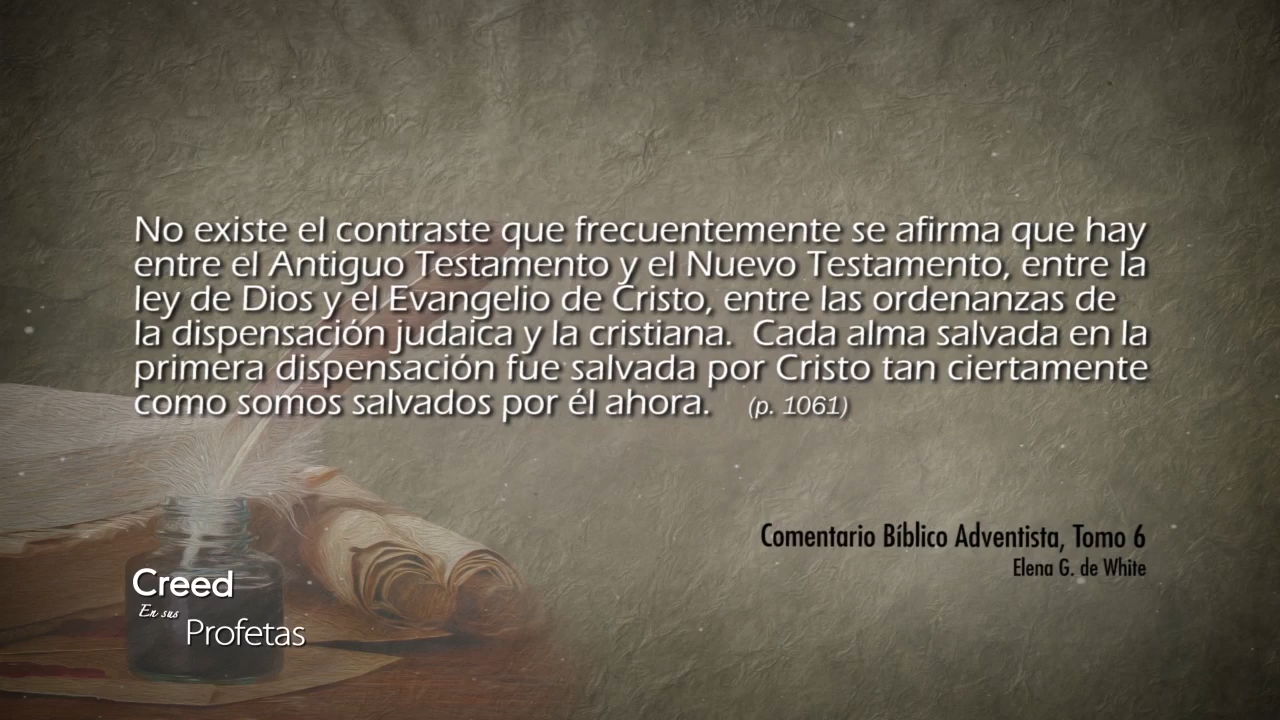 No existe el contraste que frecuentemente se afirma que hay
entre el Antiguo Testamento y el Nuevo Testamento, entre la
ley de Dios y el Evangelio de Cristo, entre las ordenanzas de
la dispensación judaica y la cristiana. Cada alma salvada en la
primera dispensación fue salvada por Cristo tan ciertamente
como somos salvados por él ahora. (p. 1061)
Comentario Bíblico Adventista, Tomo 6
Elena G. de White
Creed
En sus
Profetas